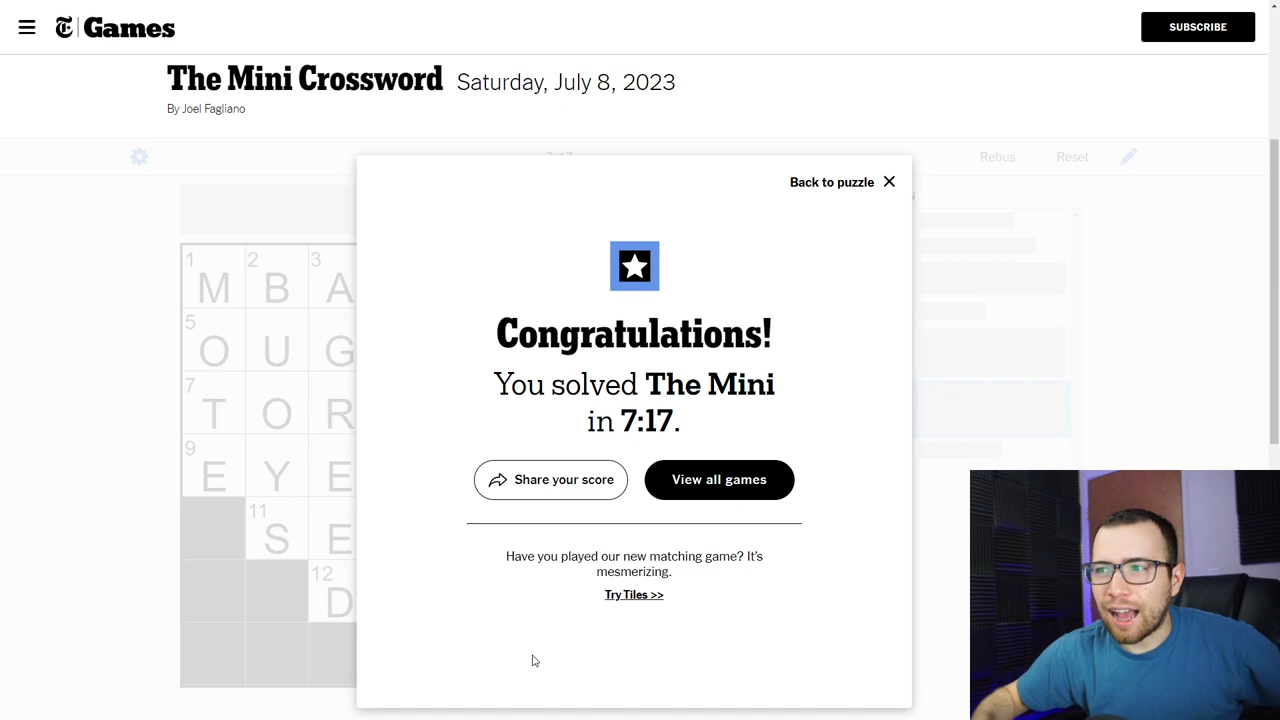 Games
SUBSCRIBE
The Mini Crossword Saturday, July 8, 2023
By Joel Fagliano
7:17
Rebus
Reset
Back to puzzle
1 M 2 B 3 A
5 O U G
7 T O R
9 E Y E
11 S E
12 D
Congratulations!
You solved The Mini
in 7:17.
Share your score
View all games
Have you played our new matching game? It's
mesmerizing.
Try Tiles >>